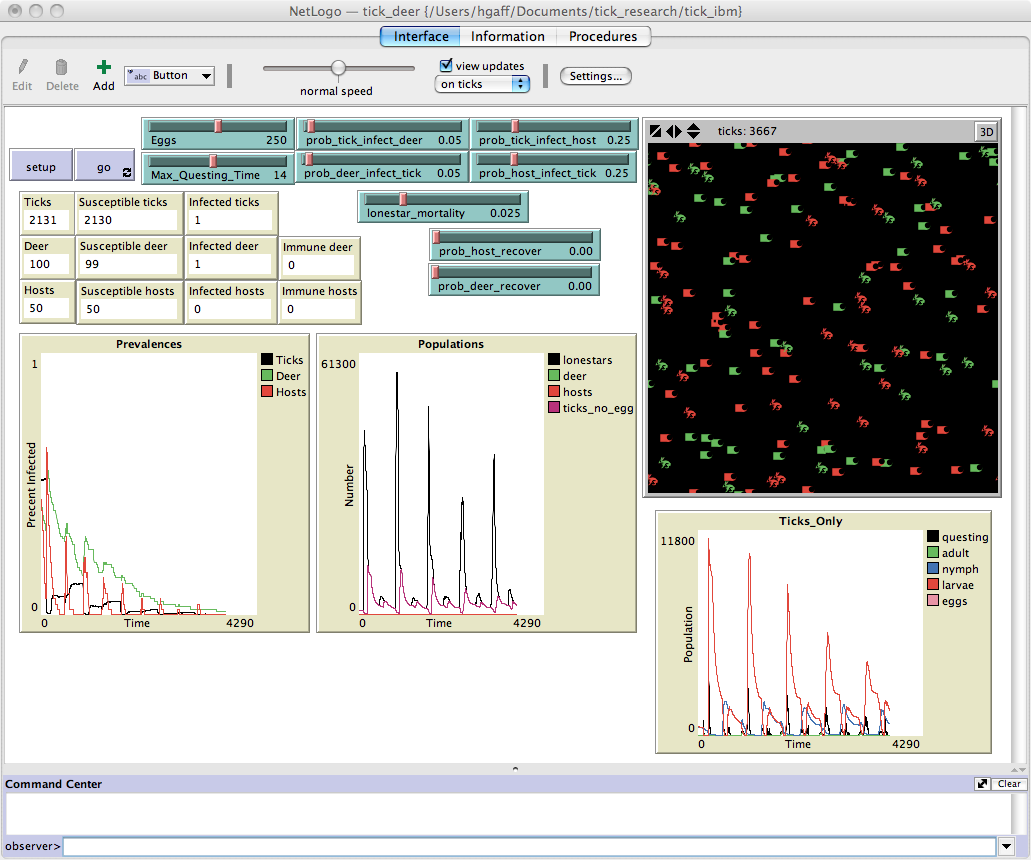 NetLogo — tick_deer {/Users/hgaff/Documents/tick_research/tick_ibm}
Interface Information Procedures
Edit Delete Add abc Button normal speed view updates on ticks Settings...
setup go
Eggs 250
prob_tick_infect_deer 0.05
prob_tick_infect_host 0.25
Max_Questing_Time 14
prob_deer_infect_tick 0.05
prob_host_infect_tick 0.25
lonestar_mortality 0.025
prob_host_recover 0.00
prob_deer_recover 0.00
Ticks Susceptible ticks Infected ticks
2131 2130 1
Deer Susceptible deer Infected deer Immune deer
100 99 1 0
Hosts Susceptible hosts Infected hosts Immune hosts
50 50 0 0
ticks: 3667 3D
Prevalences
1
Precent Infected
0
0 Time 4290
Ticks
Deer
Hosts
Populations
61300
Number
0
0 Time 4290
lonestars
deer
hosts
ticks_no_egg
Ticks_Only
11800
Population
0
0 Time 4290
questing
adult
nymph
larvae
eggs
Command Center Clear
observer>